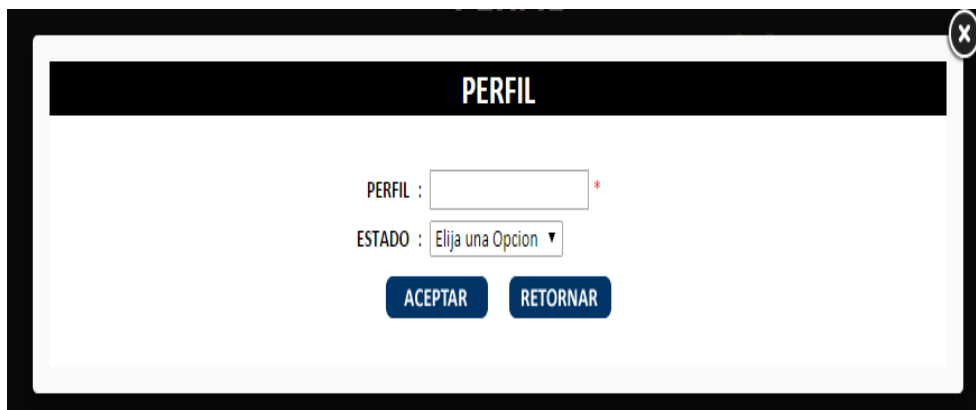 PERFIL
PERFIL : *
ESTADO : Elija una Opcion
ACEPTAR RETORNAR